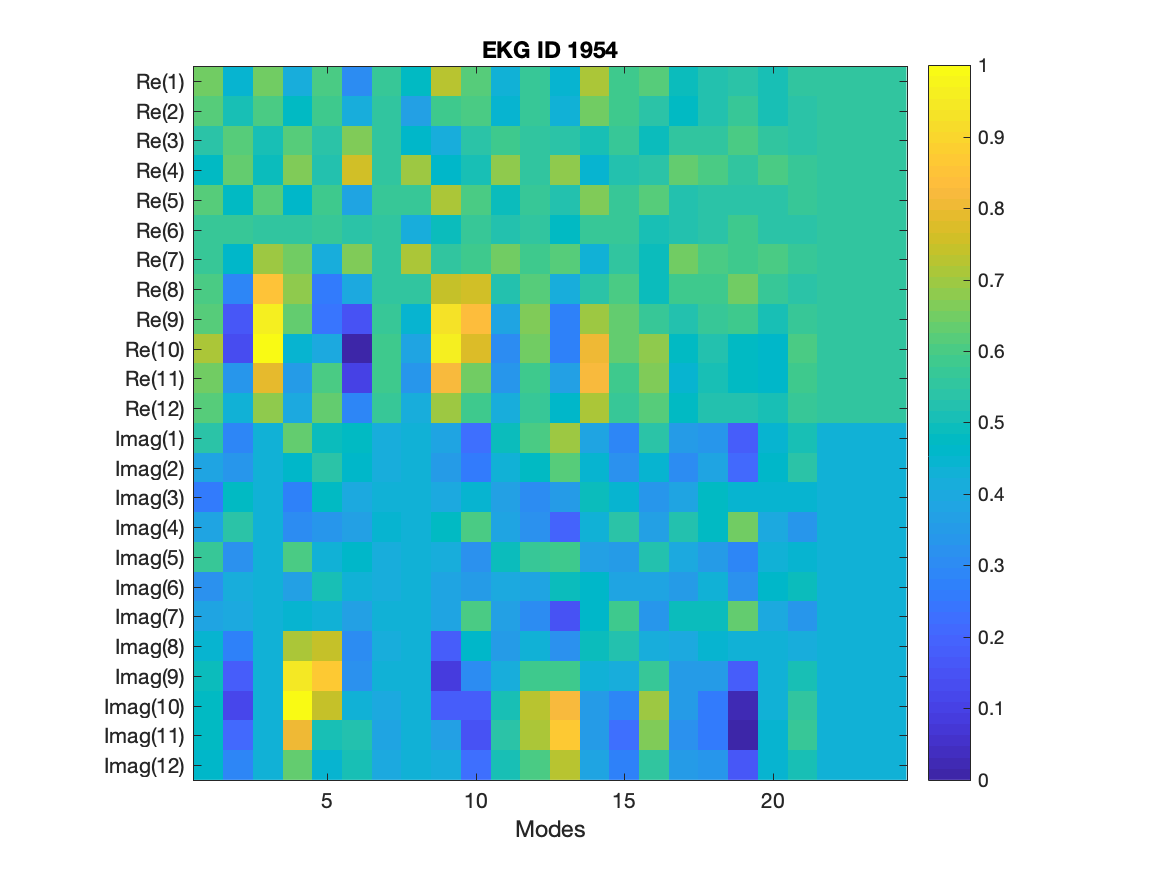 EKG ID 1954
Re(1)
Re(2)
Re(3)
Re(4)
Re(5)
Re(6)
Re(7)
Re(8)
Re(9)
Re(10)
Re(11)
Re(12)
Imag(1)
Imag(2)
Imag(3)
Imag(4)
Imag(5)
Imag(6)
Imag(7)
Imag(8)
Imag(9)
Imag(10)
Imag(11)
Imag(12)
5 10 15 20
Modes
1
0.9
0.8
0.7
0.6
0.5
0.4
0.3
0.2
0.1
0